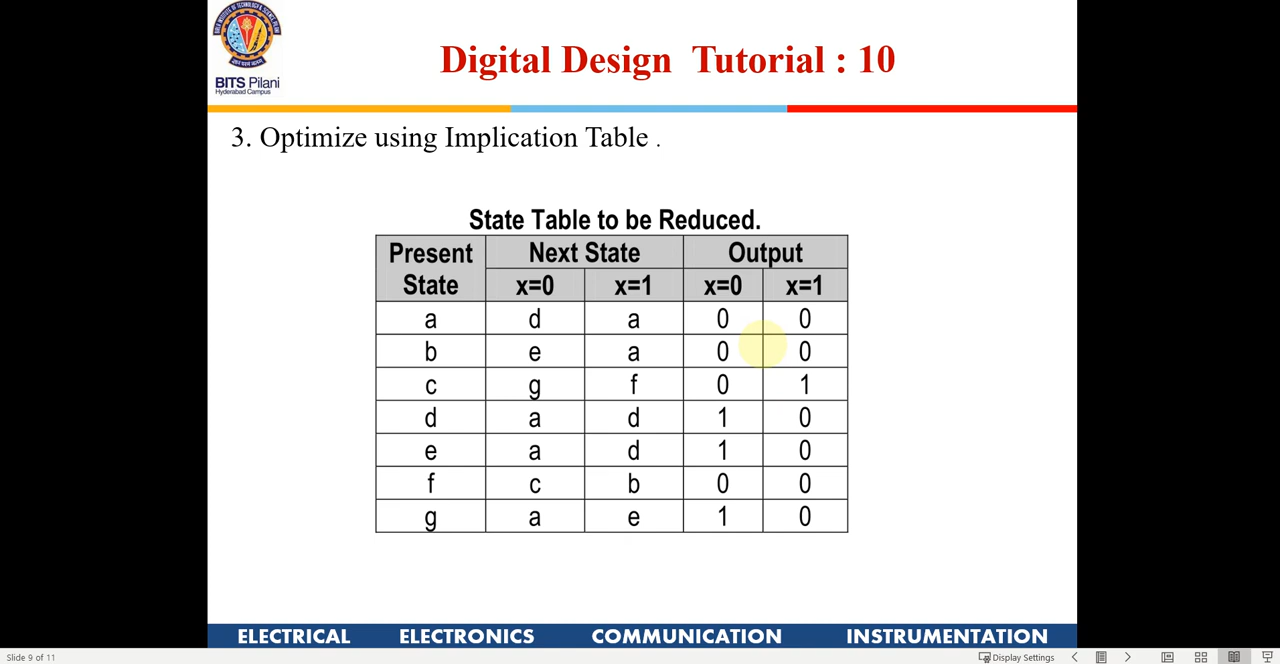 BITS Pilani
Hyderabad Campus
Digital Design Tutorial : 10
3. Optimize using Implication Table .
State Table to be Reduced.
Present State Next State Output
x=0 x=1 x=0 x=1
a d a 0 0
b e a 0 0
c g f 0 1
d a d 1 0
e a d 1 0
f c b 0 0
g a e 1 0
ELECTRICAL ELECTRONICS COMMUNICATION INSTRUMENTATION
Slide 9 of 11 Display Settings